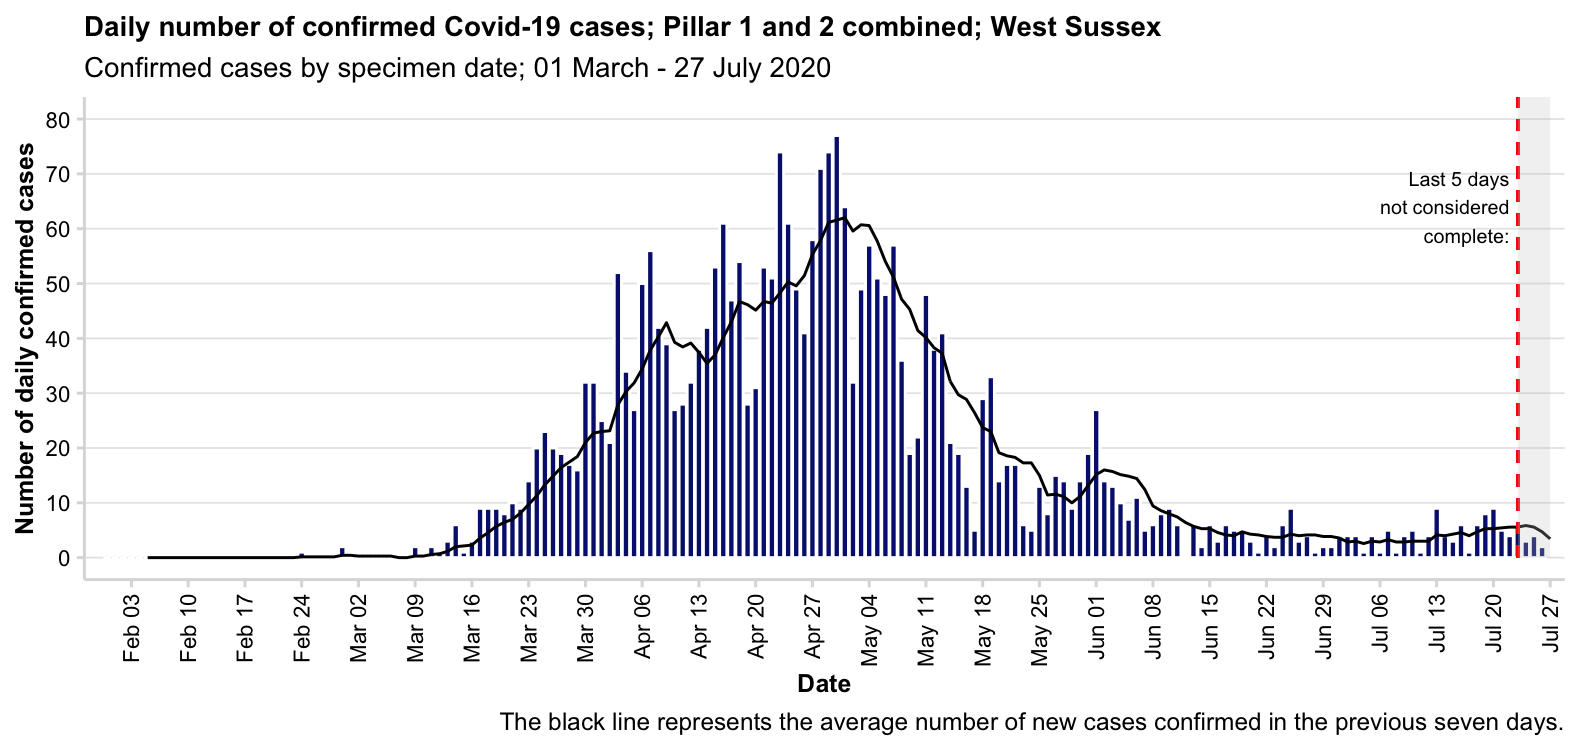 Daily number of confirmed Covid-19 cases; Pillar 1 and 2 combined; West Sussex
Confirmed cases by specimen date; 01 March - 27 July 2020
Number of daily confirmed cases
80
70
60
50
40
30
20
10
0
Last 5 days
not considered
complete:
Feb 03
Feb 10
Feb 17
Feb 24
Mar 02
Mar 09
Mar 16
Mar 23
Mar 30
Apr 06
Apr 13
Apr 20
Apr 27
May 04
May 11
May 18
May 25
Jun 01
Jun 08
Jun 15
Jun 22
Jun 29
Jul 06
Jul 13
Jul 20
Jul 27
Date
The black line represents the average number of new cases confirmed in the previous seven days.